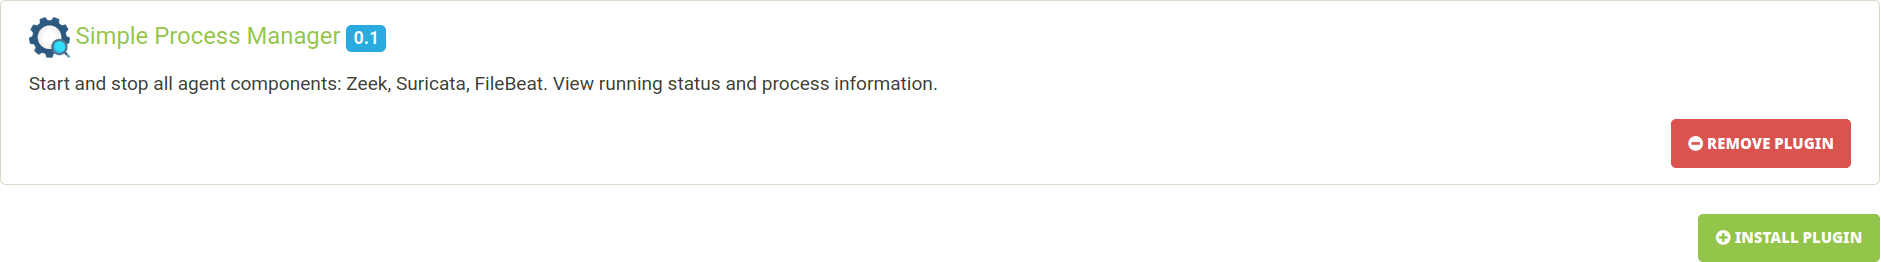 Simple Process Manager 0.1
Start and stop all agent components: Zeek, Suricata, FileBeat. View running status and process information.
REMOVE PLUGIN
INSTALL PLUGIN